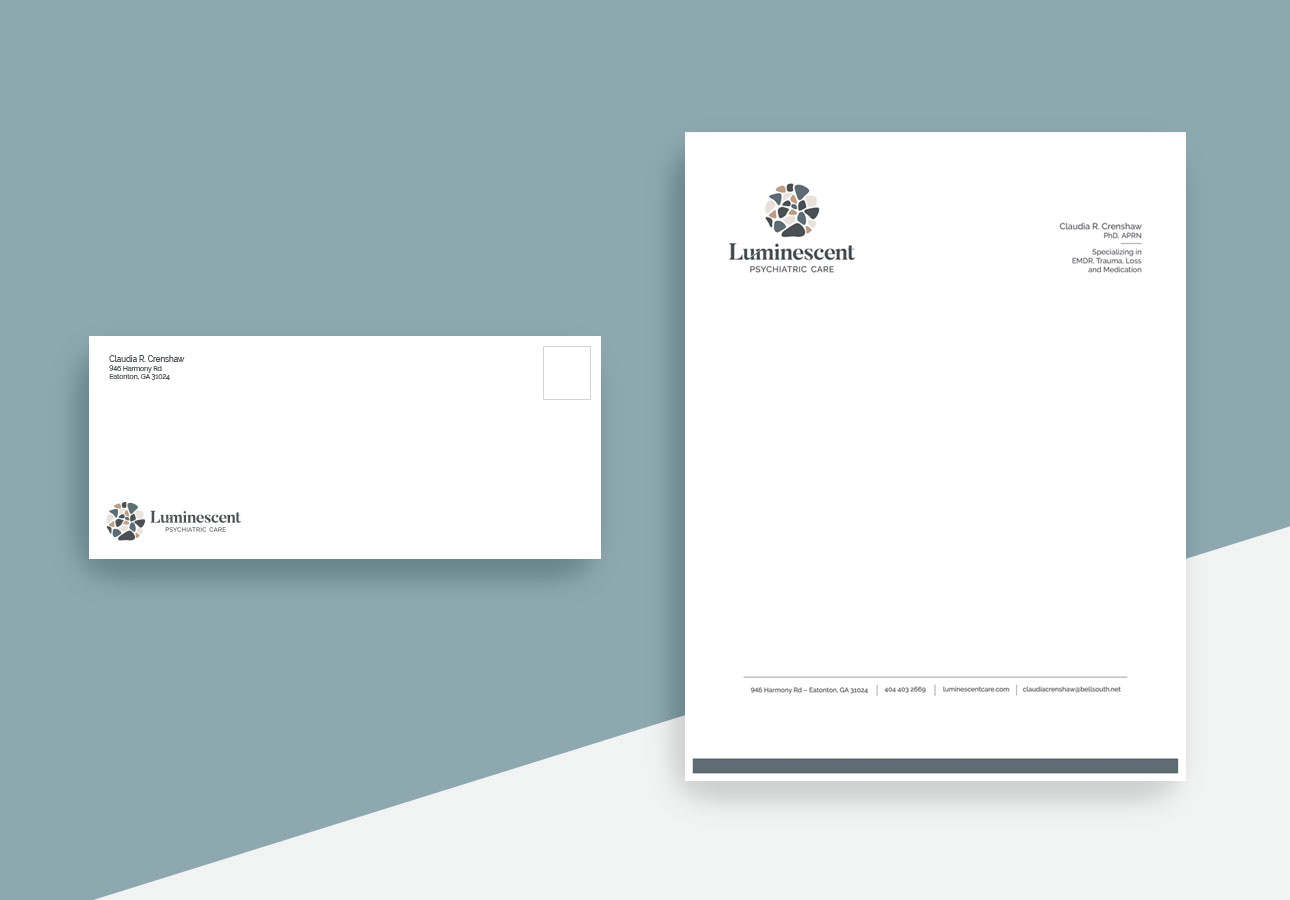 Claudia R. Crenshaw
946 Harmony Rd
Eatonton, GA 31024
Luminescent
PSYCHIATRIC CARE
Luminescent
PSYCHIATRIC CARE
Claudia R. Crenshaw
PhD, APRN
Specializing in
EMDR, Trauma, Loss
and Medication
946 Harmony Rd – Eatonton, GA 31024 | 404 403 2669 | luminescentcare.com | claudiacrenshaw@bellsouth.net